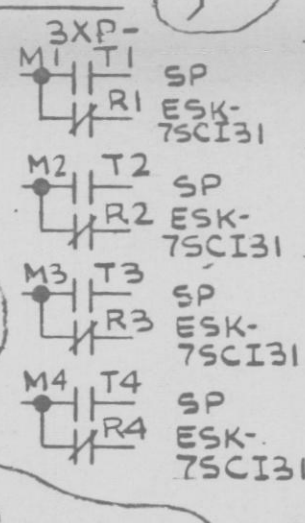 3XP-
M1 T1 SP
R1 ESK-
7SCI31
M2 T2 SP
R2 ESK-
7SCI31
M3 T3 SP
R3 ESK-
7SCI31
M4 T4 SP
R4 ESK-
7SCI31